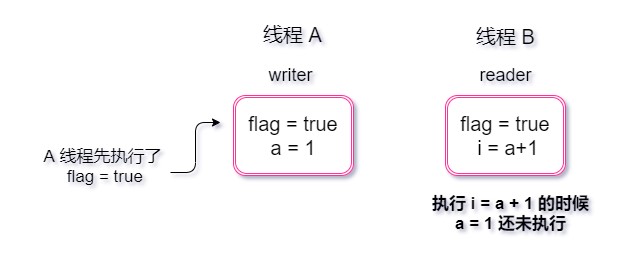 线程 A
线程 B
writer
reader
flag = true
a = 1
flag = true
i = a+1
A 线程先执行了
flag = true
执行 i = a + 1 的时候
a = 1 还未执行